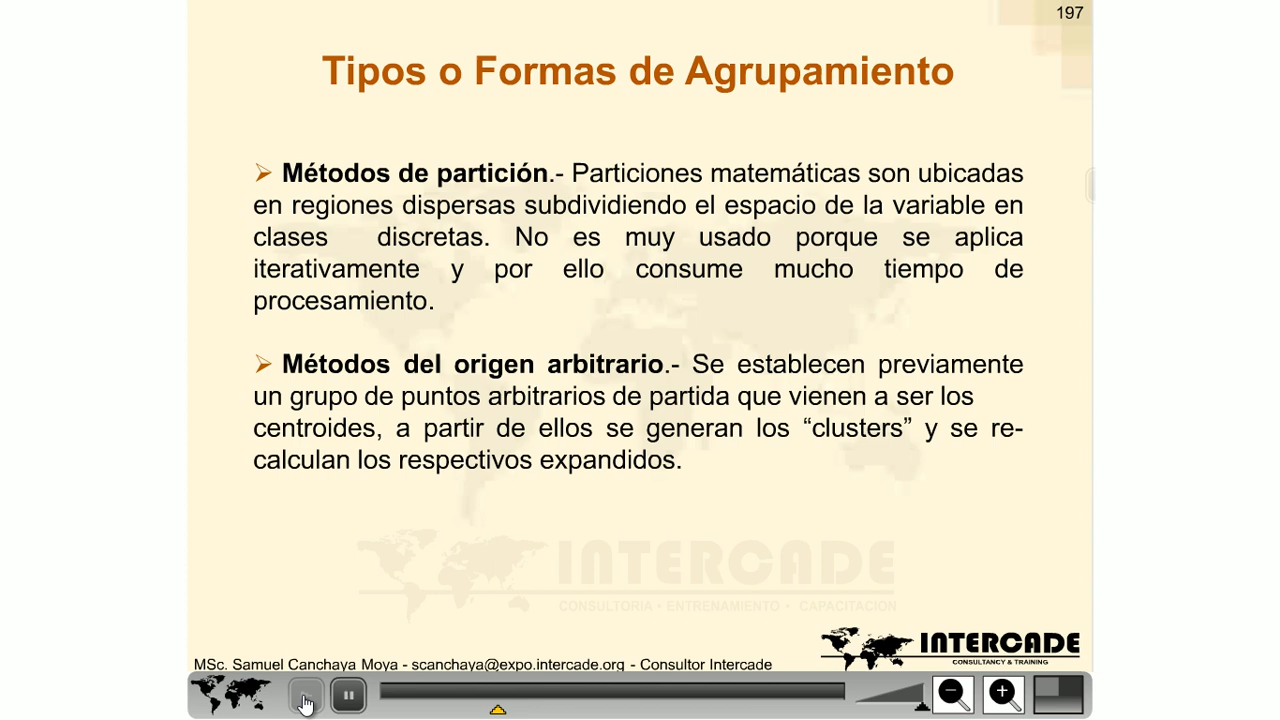 197
Tipos o Formas de Agrupamiento
➢ Métodos de partición.- Particiones matemáticas son ubicadas
en regiones dispersas subdividiendo el espacio de la variable en
clases discretas. No es muy usado porque se aplica
iterativamente y por ello consume mucho tiempo de
procesamiento.
➢ Métodos del origen arbitrario.- Se establecen previamente
un grupo de puntos arbitrarios de partida que vienen a ser los
centroides, a partir de ellos se generan los “clusters” y se re-
calculan los respectivos expandidos.
INTERCADE
CONSULTORIA • ENTRENAMIENTO • CAPACITACION
INTERCADE
CONSULTANCY & TRAINING
MSc. Samuel Canchaya Moya - scanchaya@expo.intercade.org - Consultor Intercade